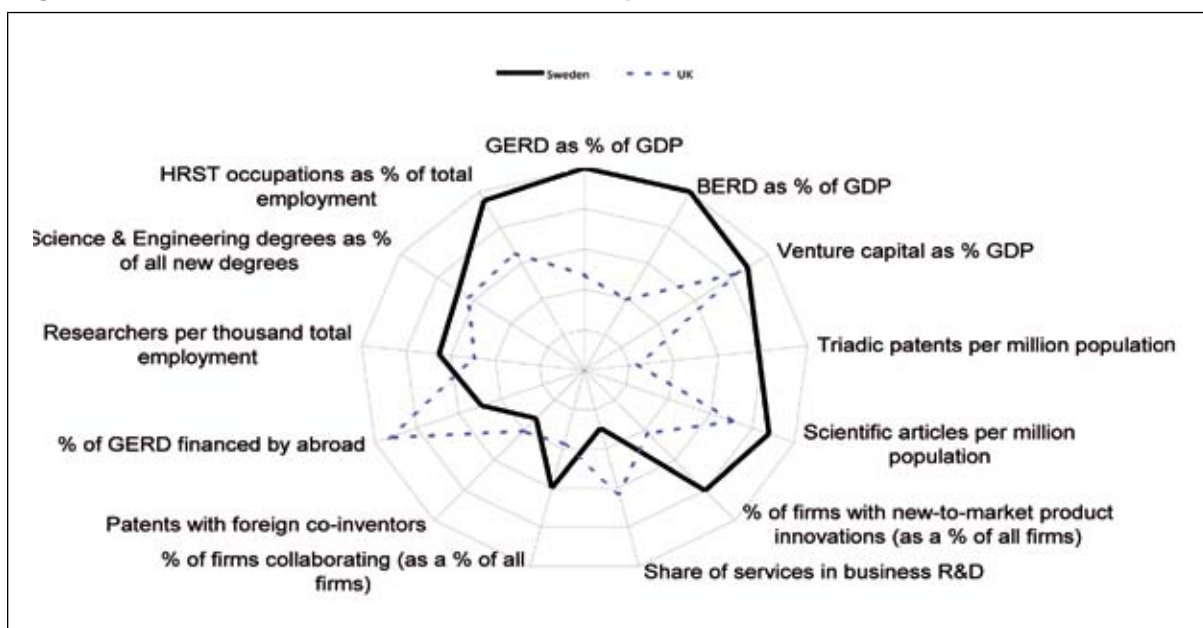 Sweden
UK
GERD as % of GDP
BERD as % of GDP
Venture capital as % GDP
Triadic patents per million population
Scientific articles per million
population
% of firms with new-to-market product
innovations (as a % of all firms)
Share of services in business R&D
% of firms collaborating (as a % of all
firms)
Patents with foreign co-inventors
% of GERD financed by abroad
Researchers per thousand total
employment
Science & Engineering degrees as %
of all new degrees
HRST occupations as % of total
employment